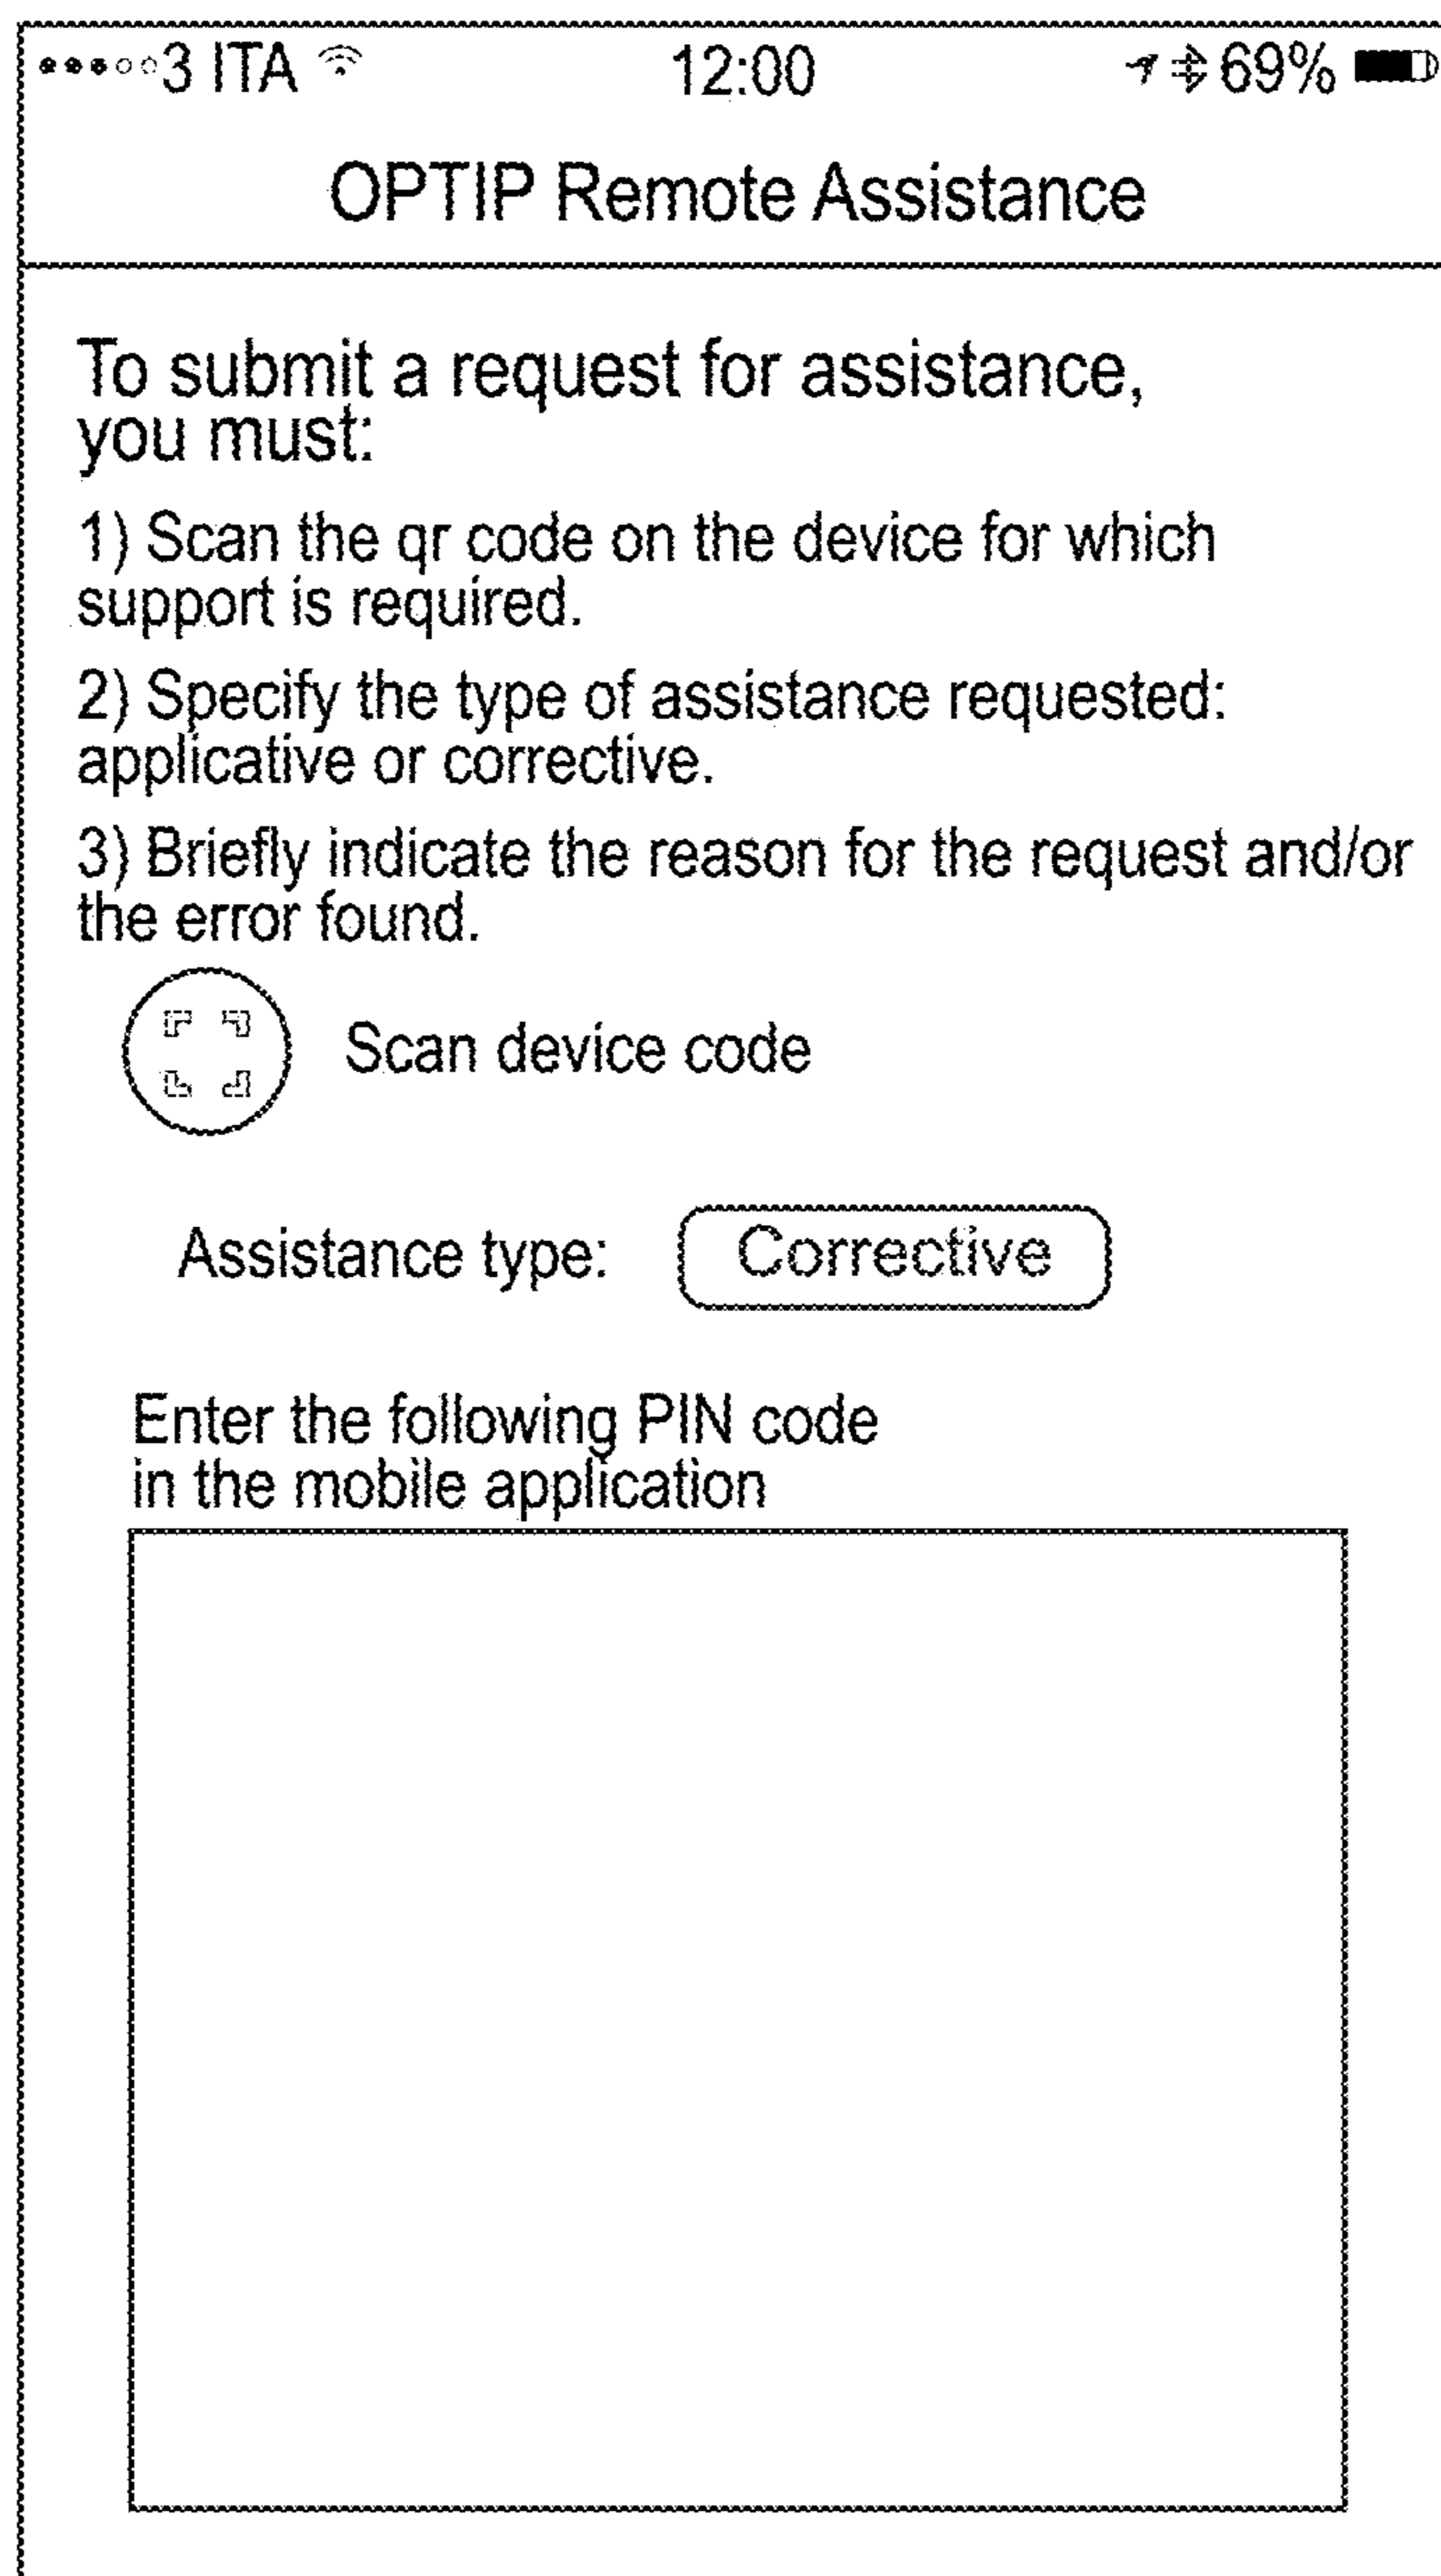 3 ITA 12:00 69%
OPTIP Remote Assistance
To submit a request for assistance,
you must:
1) Scan the qr code on the device for which
support is required.
2) Specify the type of assistance requested:
applicative or corrective.
3) Briefly indicate the reason for the request and/or
the error found.
Scan device code
Assistance type: Corrective
Enter the following PIN code
in the mobile application